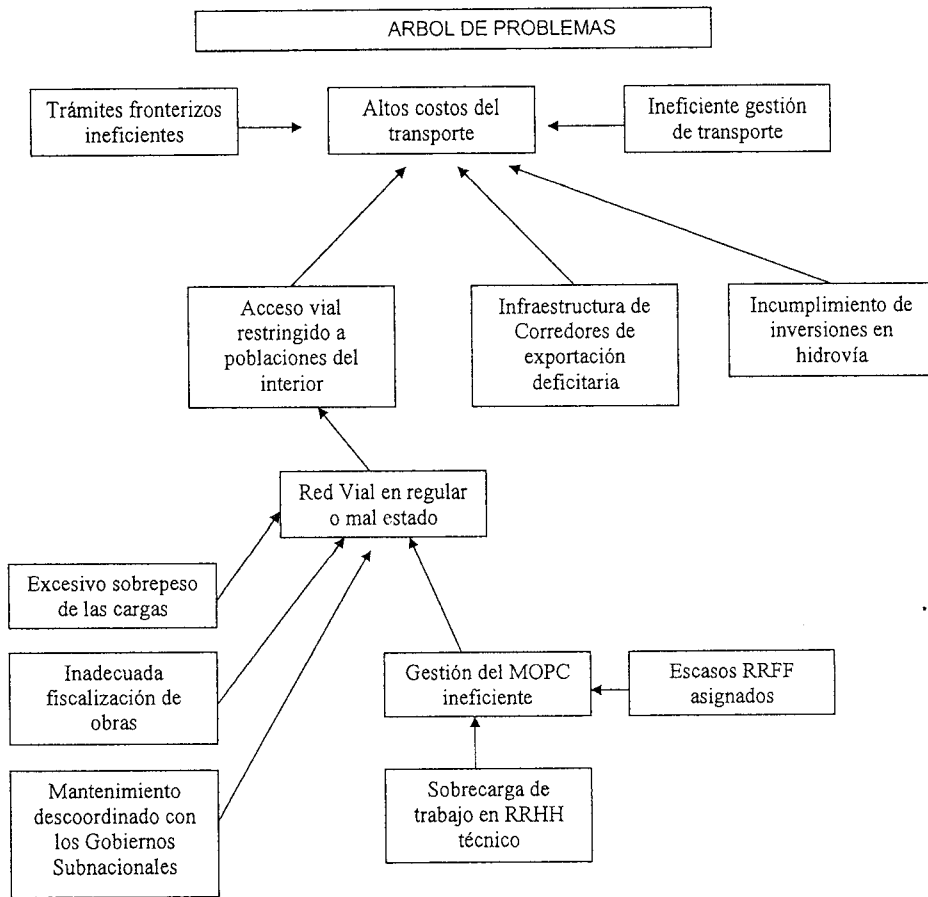 ARBOL DE PROBLEMAS
Trámites fronterizos
ineficientes
Altos costos del
transporte
Ineficiente gestión
de transporte
Acceso vial
restringido a
poblaciones del
interior
Infraestructura de
Corredores de
exportación
deficitaria
Incumplimiento de
inversiones en
hidrovía
Red Vial en regular
o mal estado
Excesivo sobrepeso
de las cargas
Inadecuada
fiscalización de
obras
Gestión del MOPC
ineficiente
Escasos RRFF
asignados
Mantenimiento
descoordinado con
los Gobiernos
Subnacionales
Sobrecarga de
trabajo en RRHH
técnico